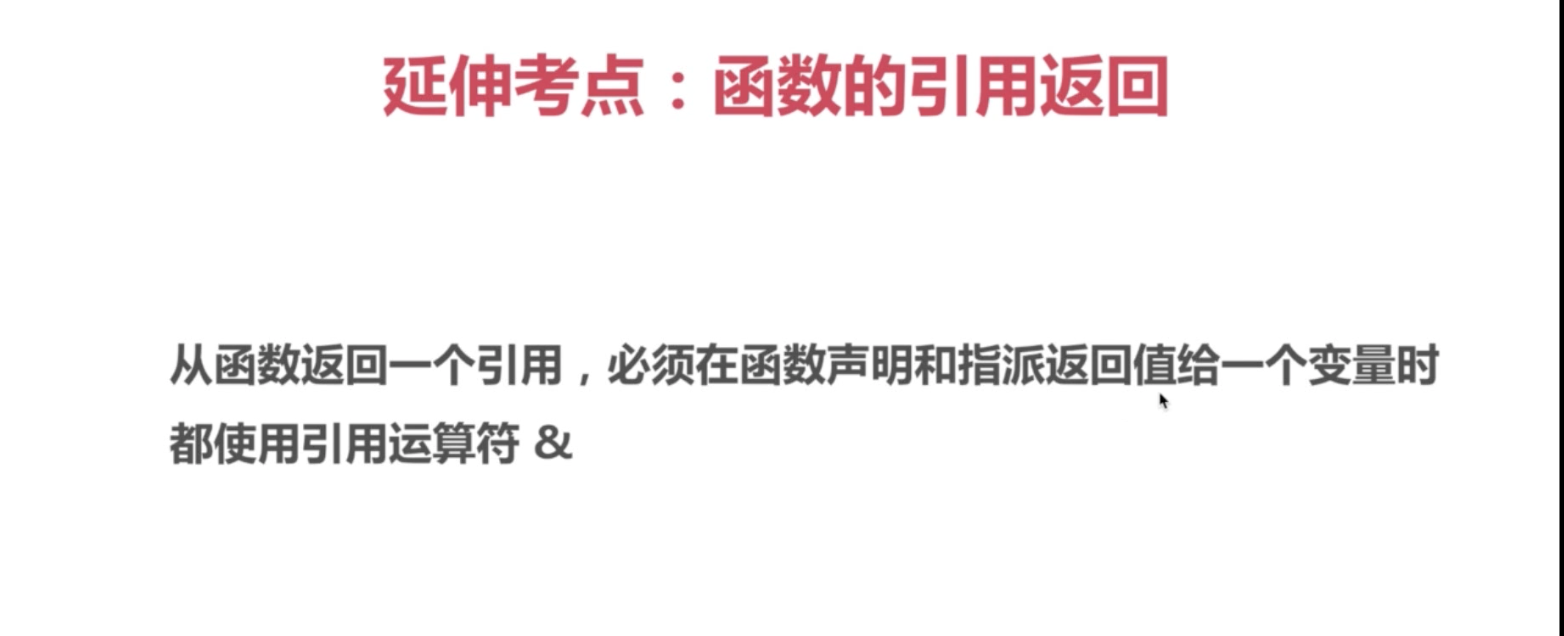 延伸考点：函数的引用返回
从函数返回一个引用，必须在函数声明和指派返回值给一个变量时
都使用引用运算符 &